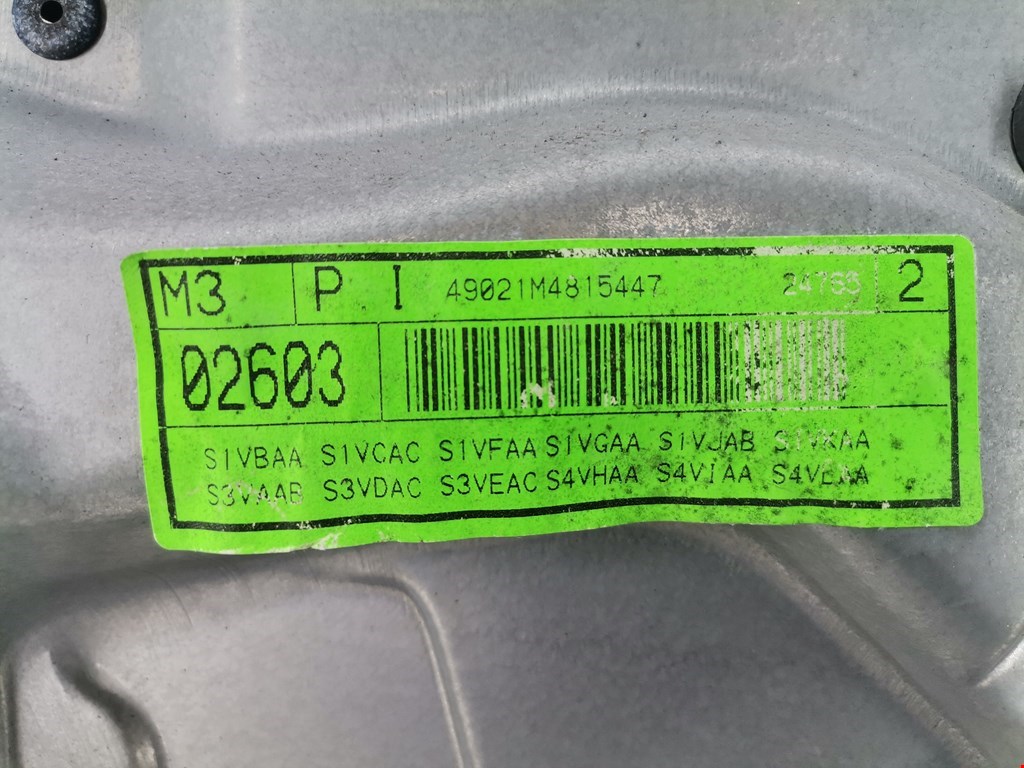 M3 P I 49021M4815447 24763 2
02603
S1VBAA S1VCAC S1VFAA S1VGAA S1VJAB S1VKAA
S3VAAB S3VDAC S3VEAC S4VHAA S4VIAA